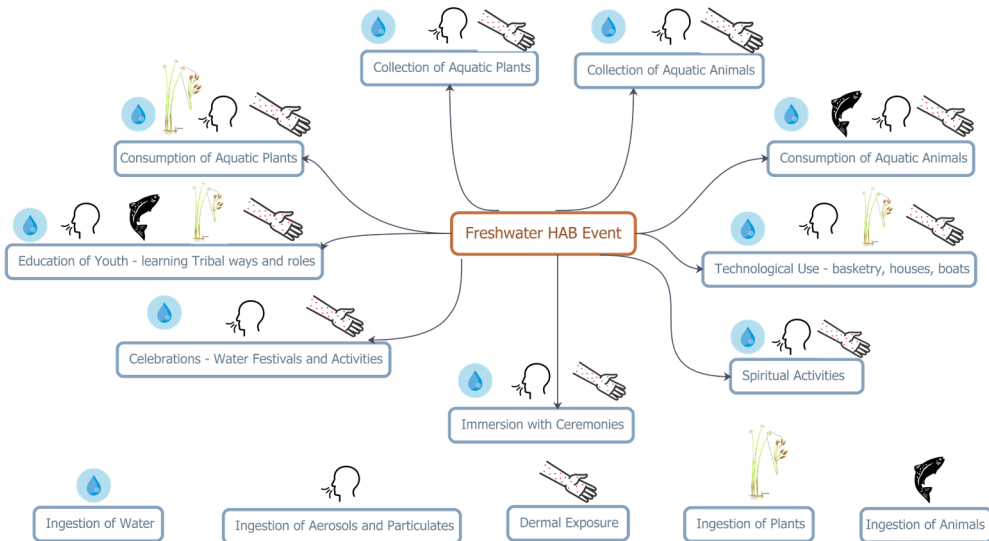 Collection of Aquatic Plants
Collection of Aquatic Animals
Consumption of Aquatic Plants
Consumption of Aquatic Animals
Freshwater HAB Event
Education of Youth - learning Tribal ways and roles
Technological Use - basketry, houses, boats
Celebrations - Water Festivals and Activities
Spiritual Activities
Immersion with Ceremonies
Ingestion of Water
Ingestion of Aerosols and Particulates
Dermal Exposure
Ingestion of Plants
Ingestion of Animals